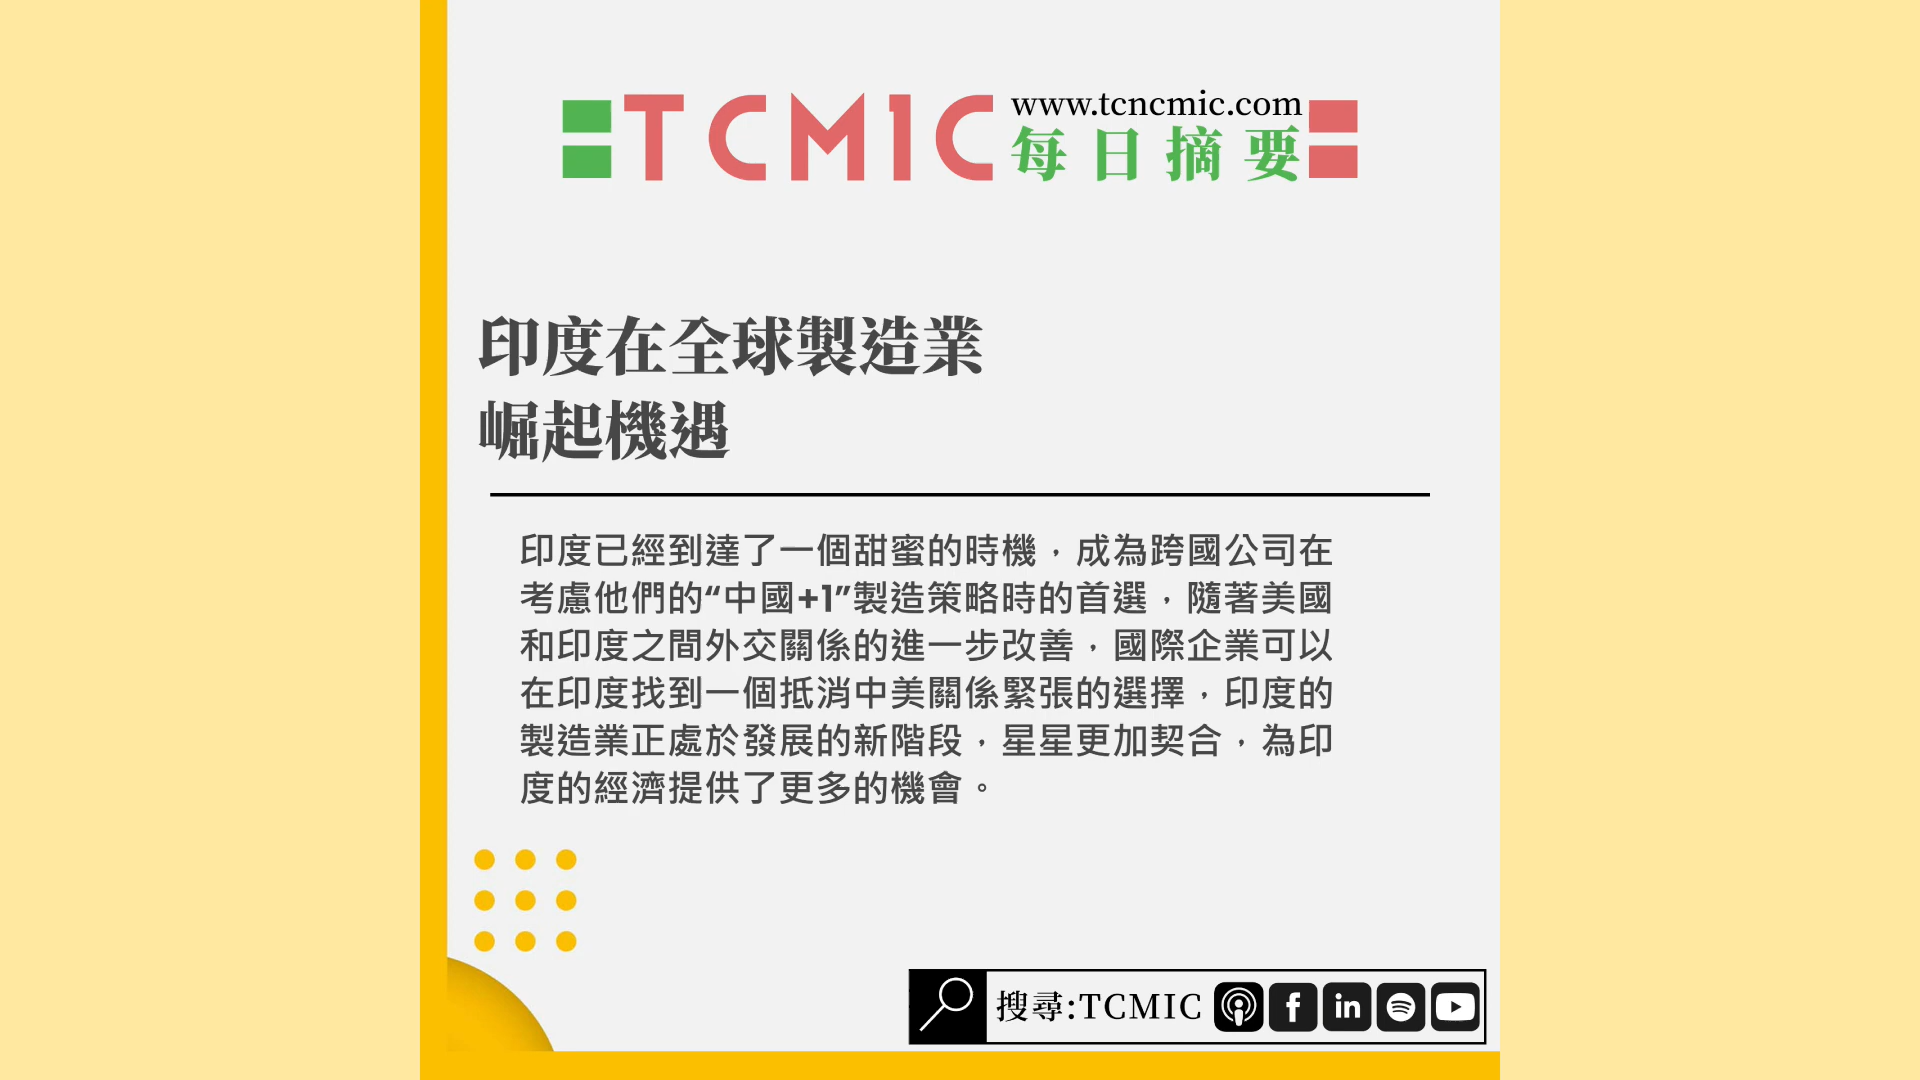 TCMIC
www.tcncmic.com
每日摘要
印度在全球製造業
崛起機遇
印度已經到達了一個甜蜜的時機，成為跨國公司在
考慮他們的“中國+1”製造策略時的首選，隨著美國
和印度之間外交關係的進一步改善，國際企業可以
在印度找到一個抵消中美關係緊張的選擇，印度的
製造業正處於發展的新階段，星星更加契合，為印
度的經濟提供了更多的機會。
搜尋:TCMIC